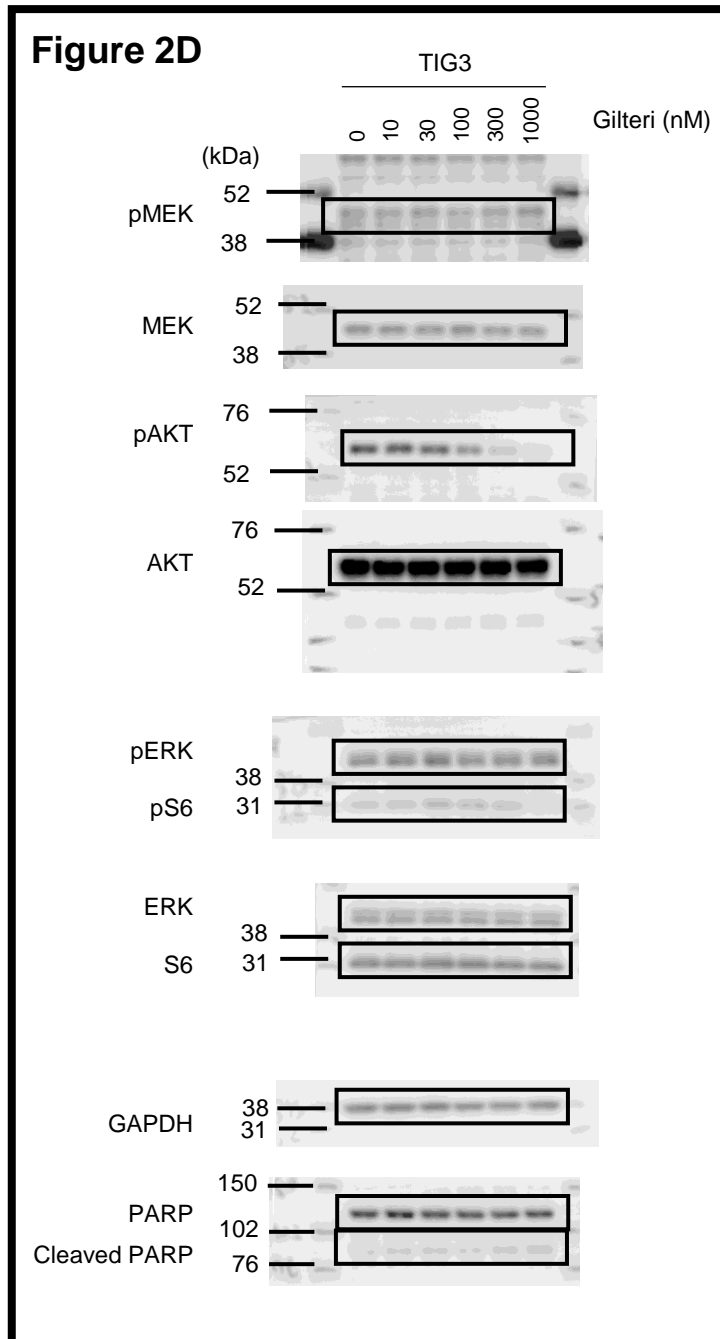 Figure 2D
TIG3
0 10 30 100 300 1000 Gilteri (nM)
(kDa)
52
pMEK
38
52
MEK
38
76
pAKT
52
76
AKT
52
pERK
38
pS6 31
ERK
38
S6 31
38
GAPDH 31
150
PARP
102
Cleaved PARP 76